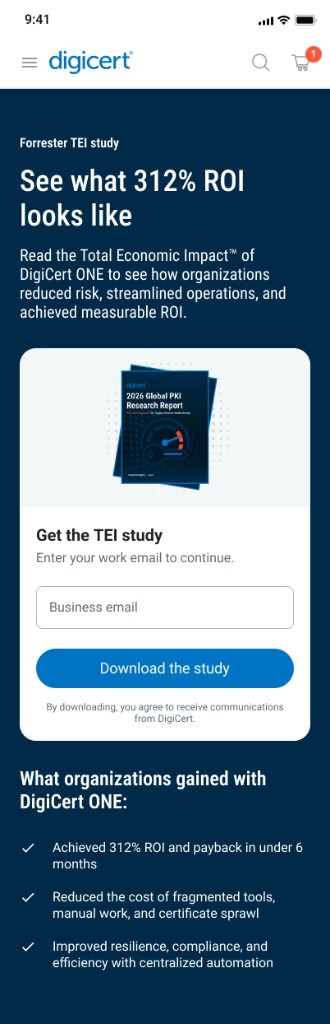 9:41
digicert®
1
Forrester TEI study
See what 312% ROI
looks like
Read the Total Economic Impact™ of
DigiCert ONE to see how organizations
reduced risk, streamlined operations, and
achieved measurable ROI.
digicert
2026 Global PKI
Research Report
Get the TEI study
Enter your work email to continue.
Business email
Download the study
By downloading, you agree to receive communications
from DigiCert.
What organizations gained with
DigiCert ONE:
Achieved 312% ROI and payback in under 6
months
Reduced the cost of fragmented tools,
manual work, and certificate sprawl
Improved resilience, compliance, and
efficiency with centralized automation